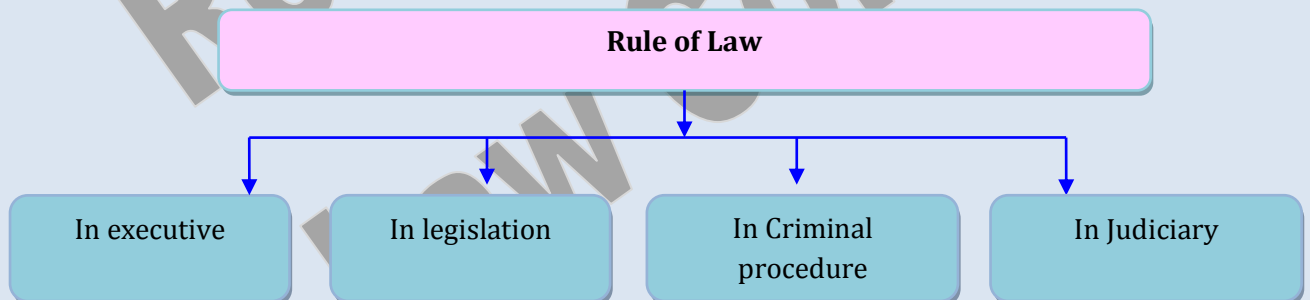 Rule of Law
In executive
In legislation
In Criminal
procedure
In Judiciary